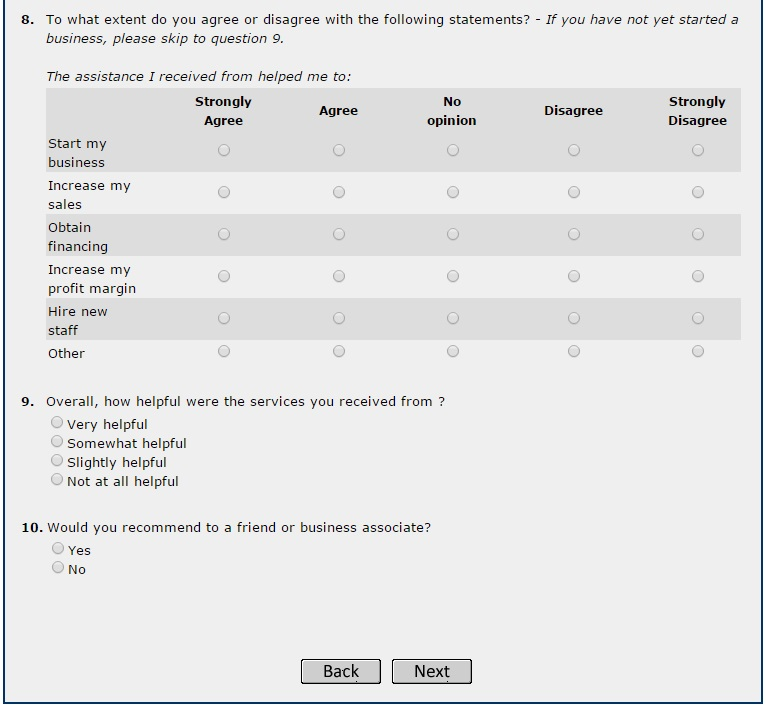 8. To what extent do you agree or disagree with the following statements? - If you have not yet started a
business, please skip to question 9.
The assistance I received from helped me to:
Strongly Agree Agree No opinion Disagree Strongly Disagree
Start my
business
Increase my
sales
Obtain
financing
Increase my
profit margin
Hire new
staff
Other
9. Overall, how helpful were the services you received from ?
Very helpful
Somewhat helpful
Slightly helpful
Not at all helpful
10. Would you recommend to a friend or business associate?
Yes
No
Back Next